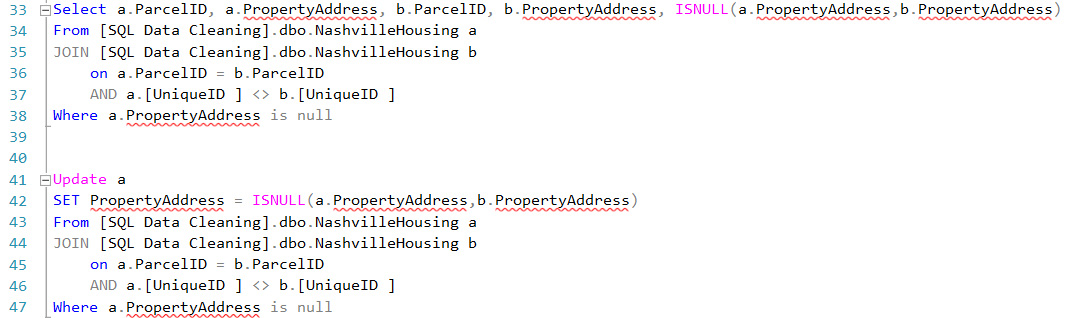 33 Select a.ParcelID, a.PropertyAddress, b.ParcelID, b.PropertyAddress, ISNULL(a.PropertyAddress,b.PropertyAddress)
34 From [SQL Data Cleaning].dbo.NashvilleHousing a
35 JOIN [SQL Data Cleaning].dbo.NashvilleHousing b
36     on a.ParcelID = b.ParcelID
37     AND a.[UniqueID ] <> b.[UniqueID ]
38 Where a.PropertyAddress is null
39
40
41 Update a
42 SET PropertyAddress = ISNULL(a.PropertyAddress,b.PropertyAddress)
43 From [SQL Data Cleaning].dbo.NashvilleHousing a
44 JOIN [SQL Data Cleaning].dbo.NashvilleHousing b
45     on a.ParcelID = b.ParcelID
46     AND a.[UniqueID ] <> b.[UniqueID ]
47 Where a.PropertyAddress is null